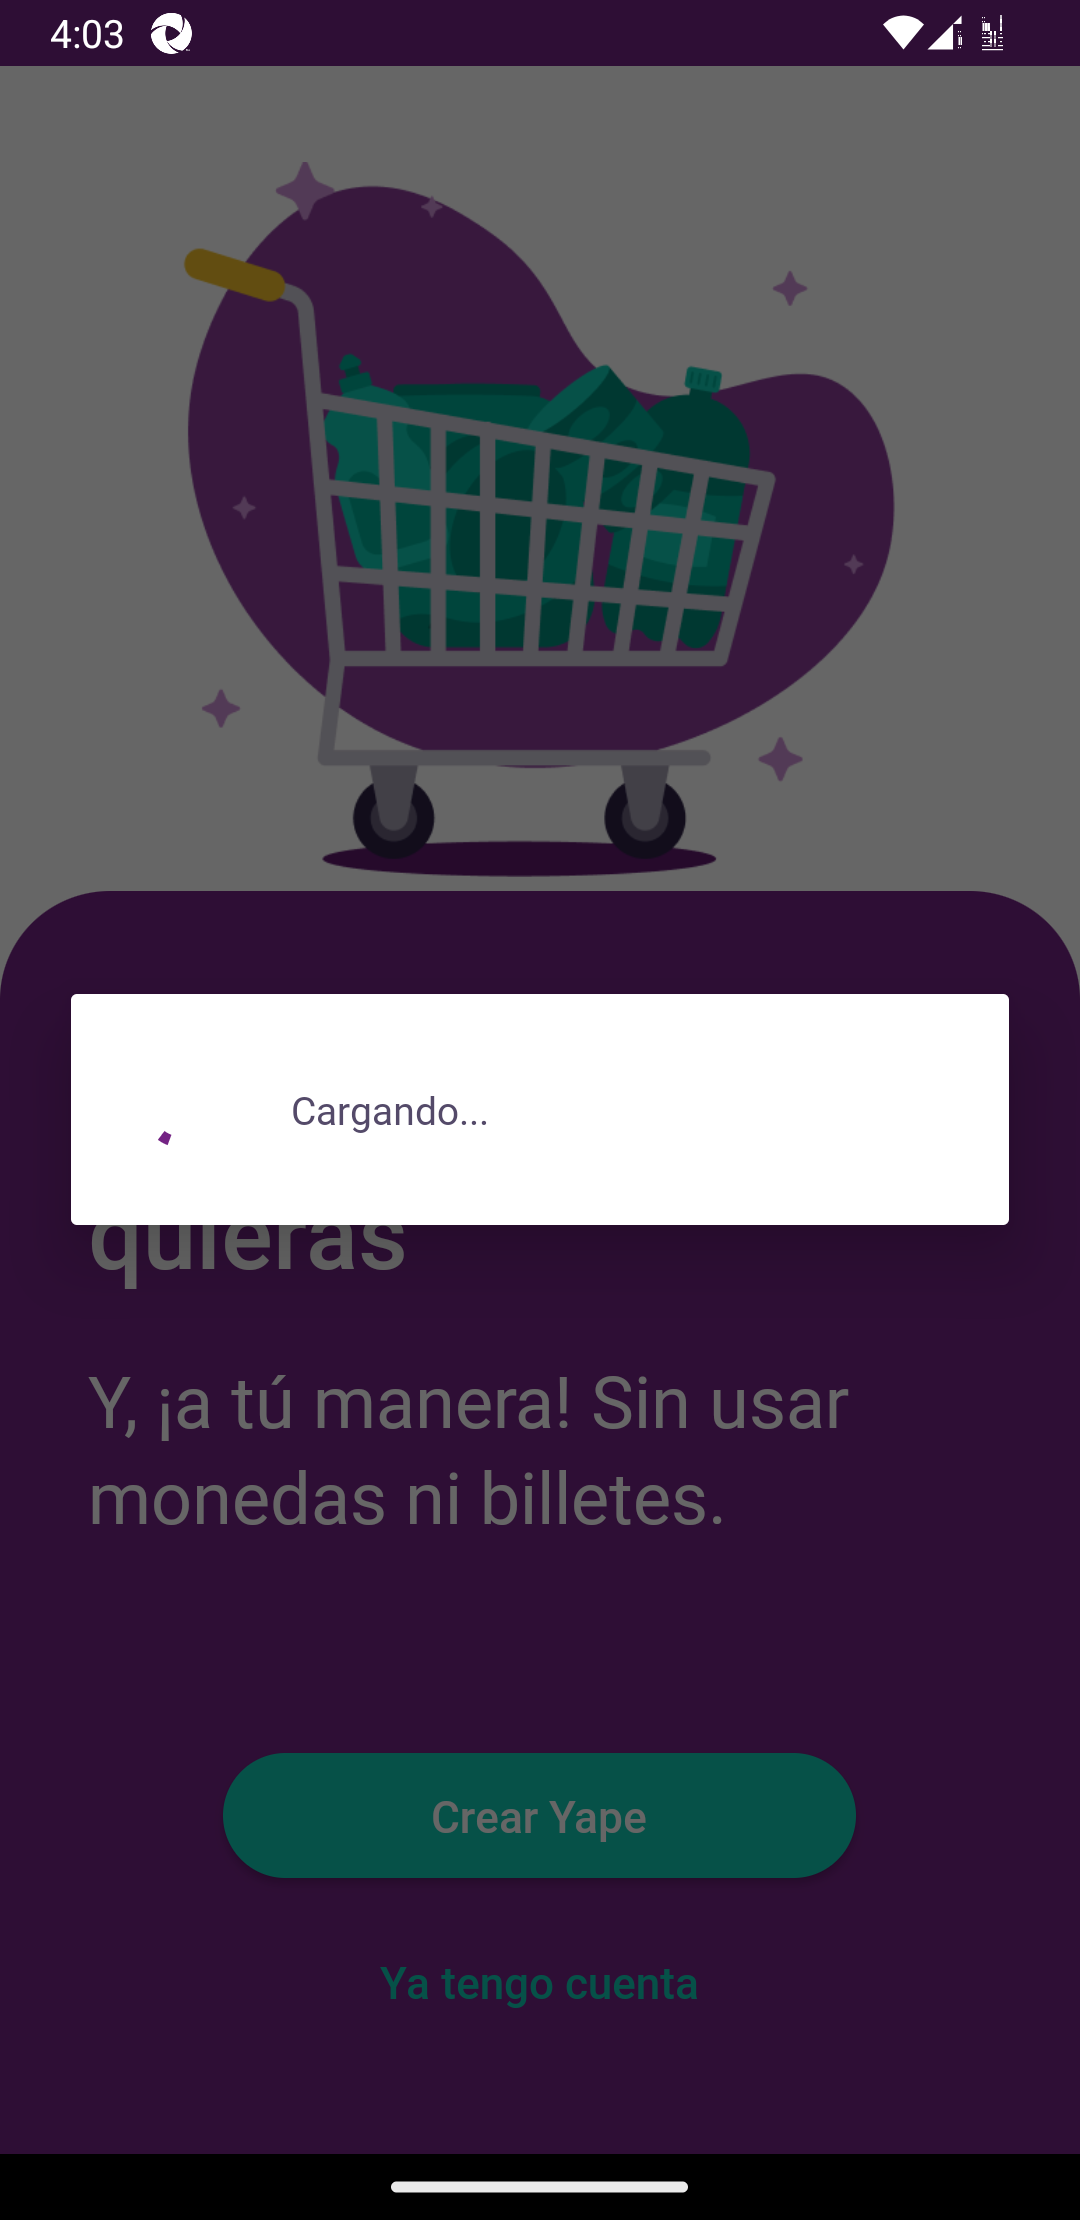 4:03
Cargando...
quieras
Y, ¡a tú manera! Sin usar
monedas ni billetes.
Crear Yape
Ya tengo cuenta